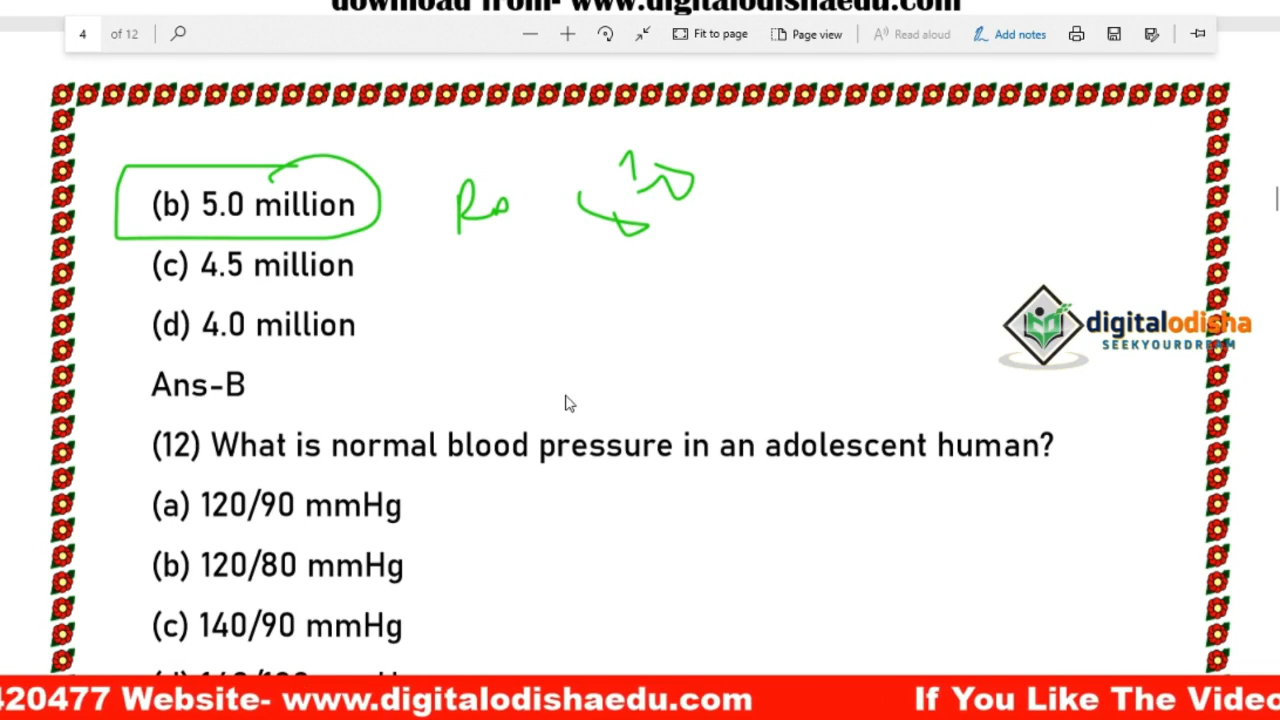 download from- www.digitalodishaedu.com
4 of 12 Fit to page Page view Read aloud Add notes
(b) 5.0 million
(c) 4.5 million
(d) 4.0 million
digitalodisha
SEEKYOURDREAM
Ans-B
(12) What is normal blood pressure in an adolescent human?
(a) 120/90 mmHg
(b) 120/80 mmHg
(c) 140/90 mmHg
420477 Website- www.digitalodishaedu.com If You Like The Video